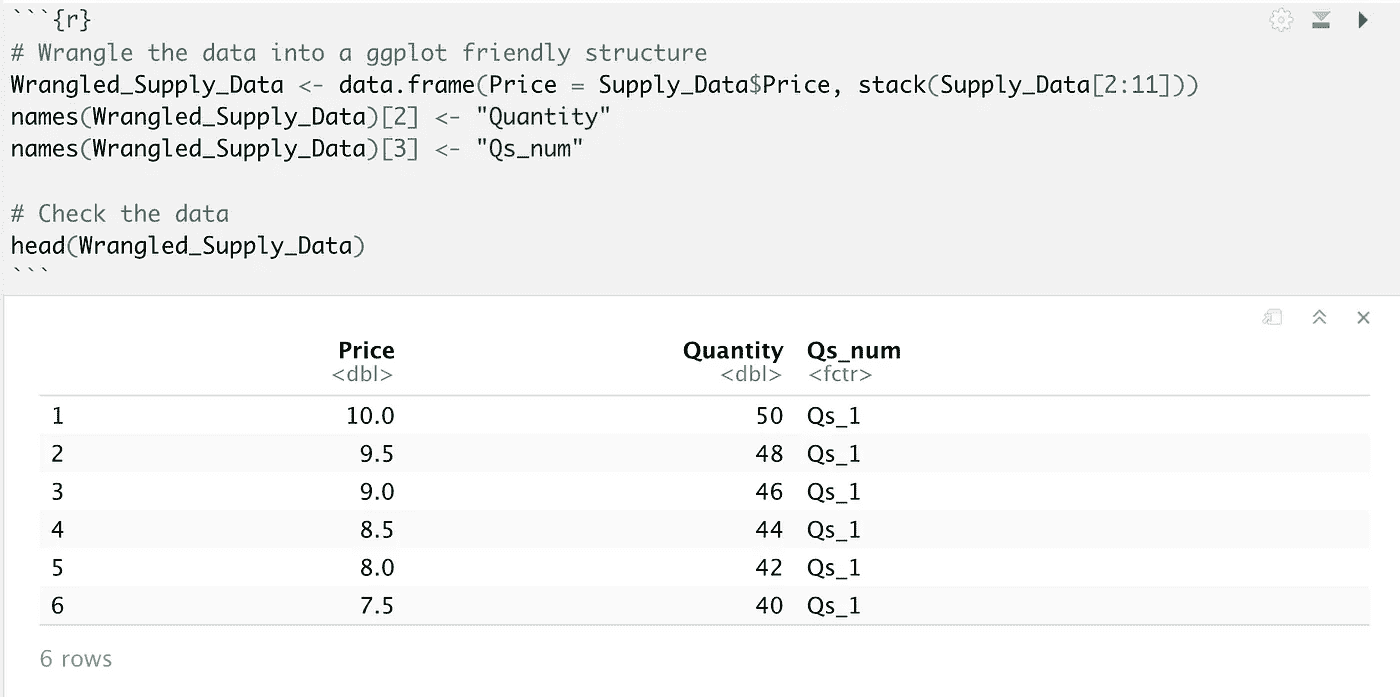 ```{r}
# Wrangle the data into a ggplot friendly structure
Wrangled_Supply_Data <- data.frame(Price = Supply_Data$Price, stack(Supply_Data[2:11]))
names(Wrangled_Supply_Data)[2] <- "Quantity"
names(Wrangled_Supply_Data)[3] <- "Qs_num"

# Check the data
head(Wrangled_Supply_Data)
```
Price Quantity Qs_num
<dbl> <dbl> <fctr>
1 10.0 50 Qs_1
2 9.5 48 Qs_1
3 9.0 46 Qs_1
4 8.5 44 Qs_1
5 8.0 42 Qs_1
6 7.5 40 Qs_1
6 rows